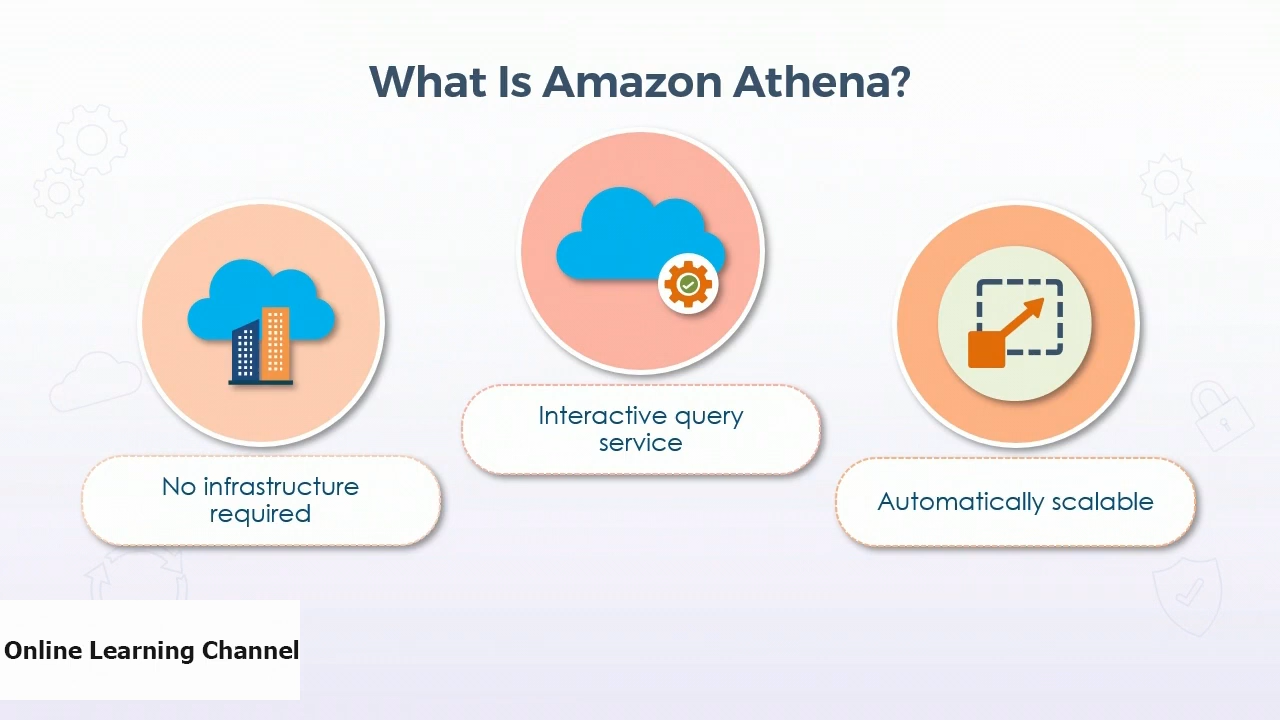 What Is Amazon Athena?
No infrastructure
required
Interactive query
service
Automatically scalable
Online Learning Channel